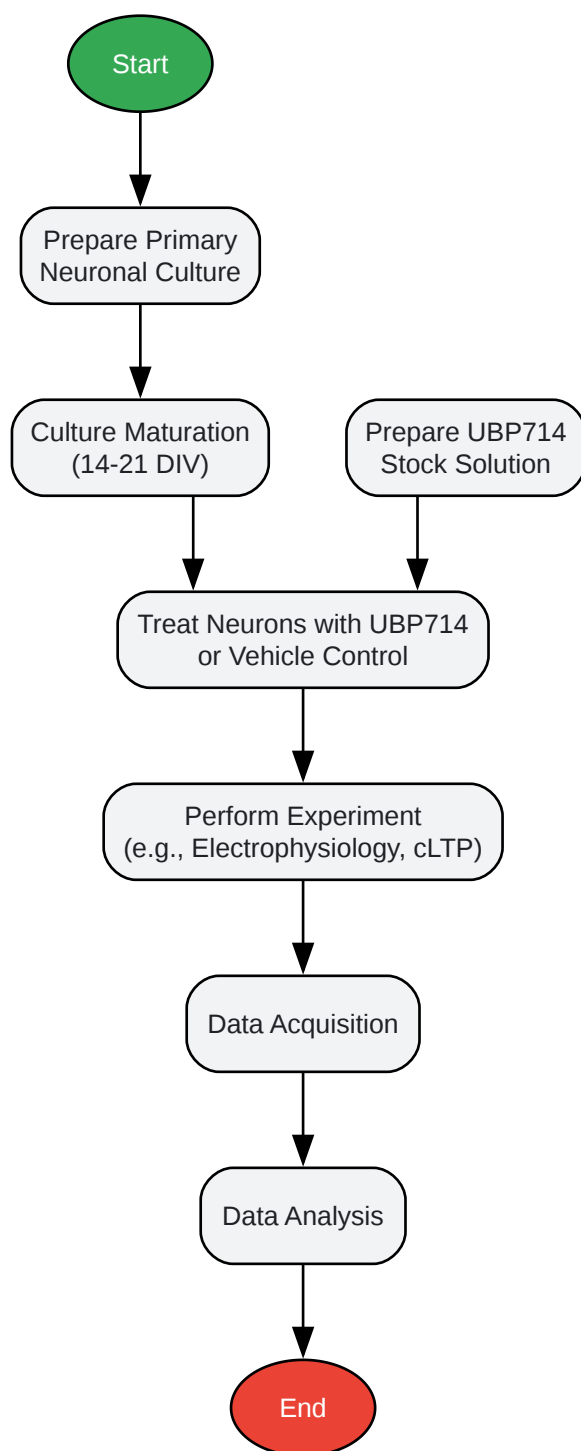 Start
Prepare Primary
Neuronal Culture
Culture Maturation
(14-21 DIV)
Prepare UBP714
Stock Solution
Treat Neurons with UBP714
or Vehicle Control
Perform Experiment
(e.g., Electrophysiology, cLTP)
Data Acquisition
Data Analysis
End